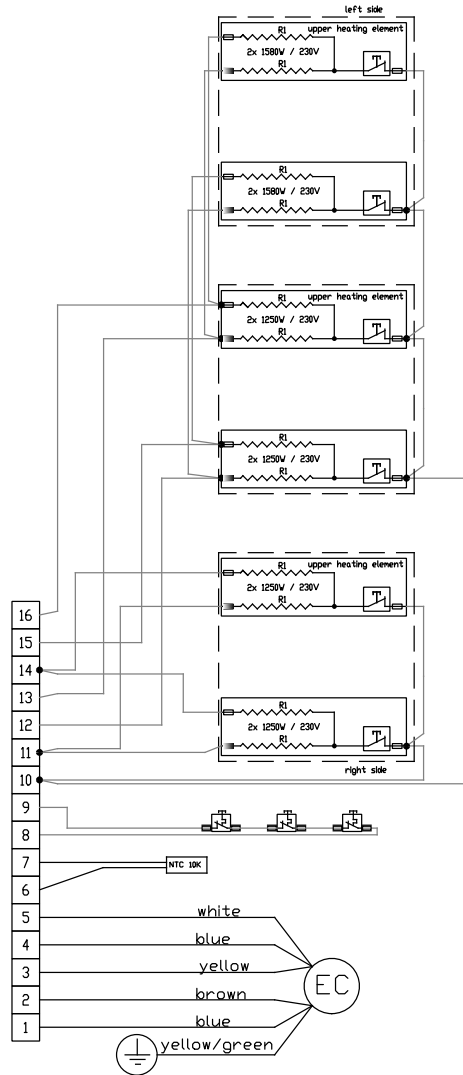 left side
R1 upper heating element
2x 1580W / 230V
R1
R1
2x 1580W / 230V
R1
R1 upper heating element
2x 1250W / 230V
R1
R1
2x 1250W / 230V
R1
R1 upper heating element
2x 1250W / 230V
R1
R1
2x 1250W / 230V
R1
right side
16
15
14
13
12
11
10
9
8
7 NTC 10K
6
5 white
4 blue
3 yellow
EC
2 brown
1 blue
yellow/green